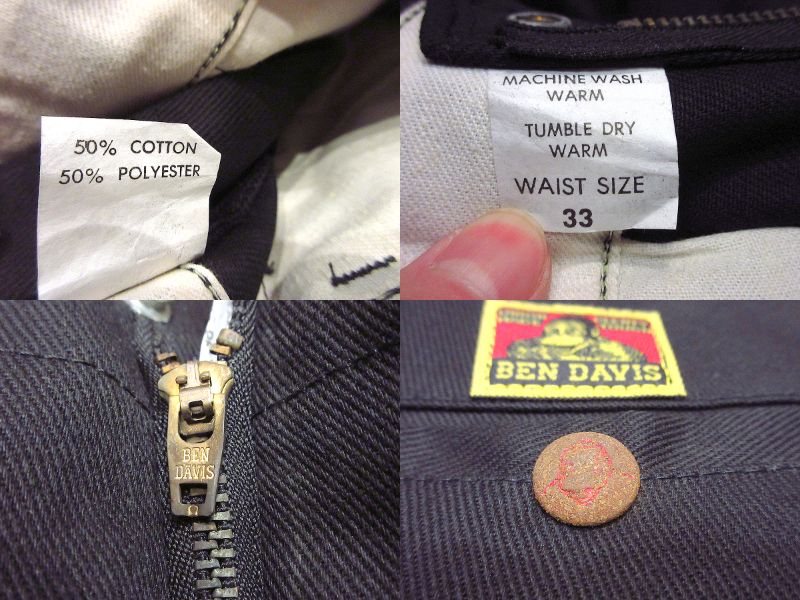 50% COTTON
50% POLYESTER
MACHINE WASH
WARM
TUMBLE DRY
WARM
WAIST SIZE
33
BEN
DAVIS
BEN DAVIS